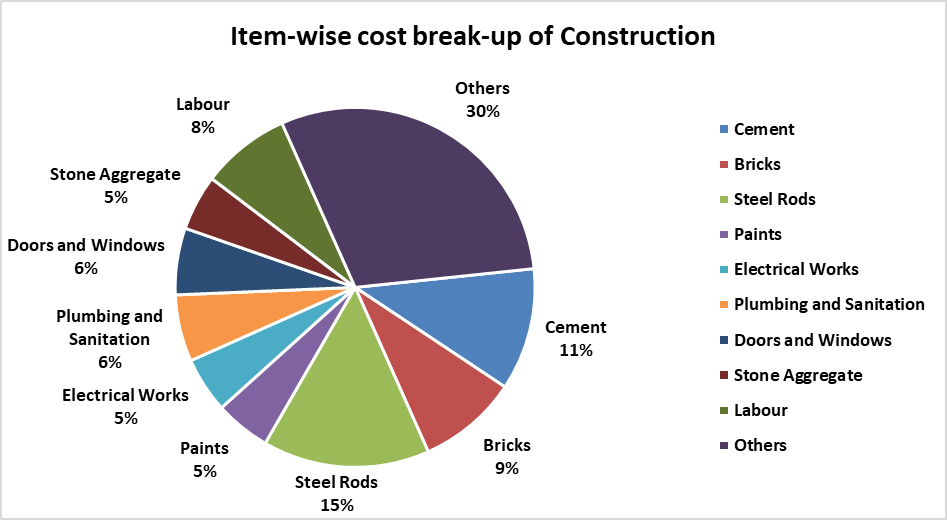 Item-wise cost break-up of Construction
Others
30%
Labour
8%
Stone Aggregate
5%
Doors and Windows
6%
Plumbing and
Sanitation
6%
Electrical Works
5%
Paints
5%
Steel Rods
15%
Bricks
9%
Cement
11%
Cement
Bricks
Steel Rods
Paints
Electrical Works
Plumbing and Sanitation
Doors and Windows
Stone Aggregate
Labour
Others